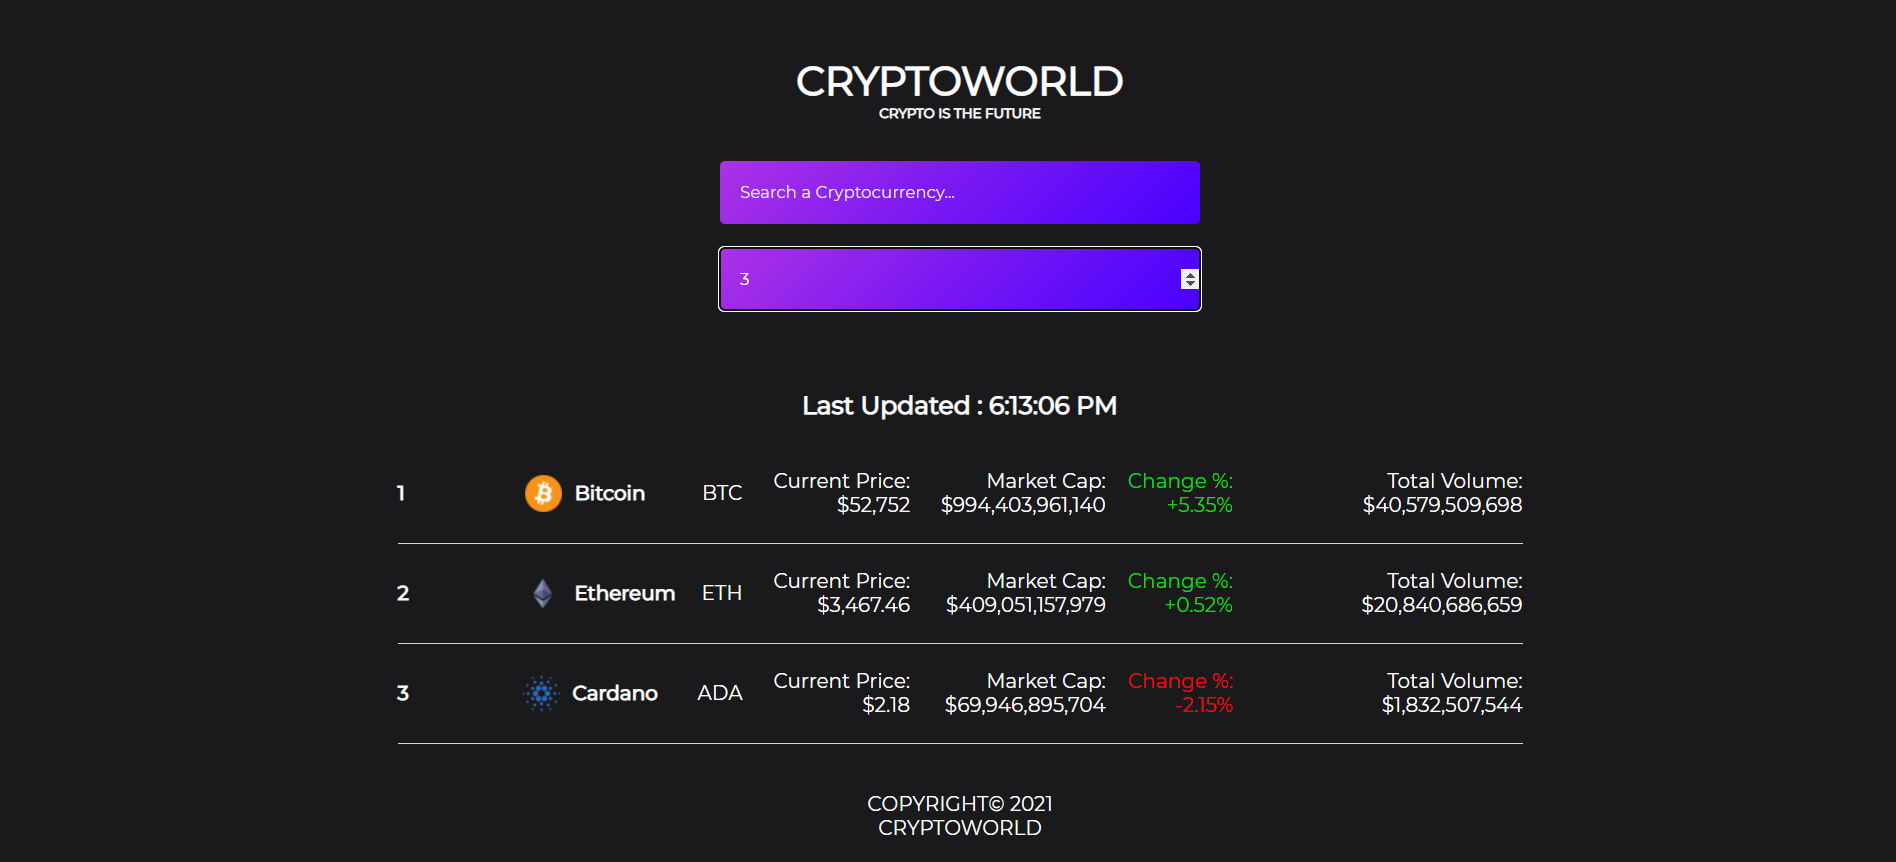 CRYPTOWORLD
CRYPTO IS THE FUTURE
Search a Cryptocurrency...
3
Last Updated : 6:13:06 PM
1 Bitcoin BTC Current Price: Market Cap: Change %: Total Volume:
$52,752 $994,403,961,140 +5.35% $40,579,509,698
2 Ethereum ETH Current Price: Market Cap: Change %: Total Volume:
$3,467.46 $409,051,157,979 +0.52% $20,840,686,659
3 Cardano ADA Current Price: Market Cap: Change %: Total Volume:
$2.18 $69,946,895,704 -2.15% $1,832,507,544
COPYRIGHT© 2021
CRYPTOWORLD